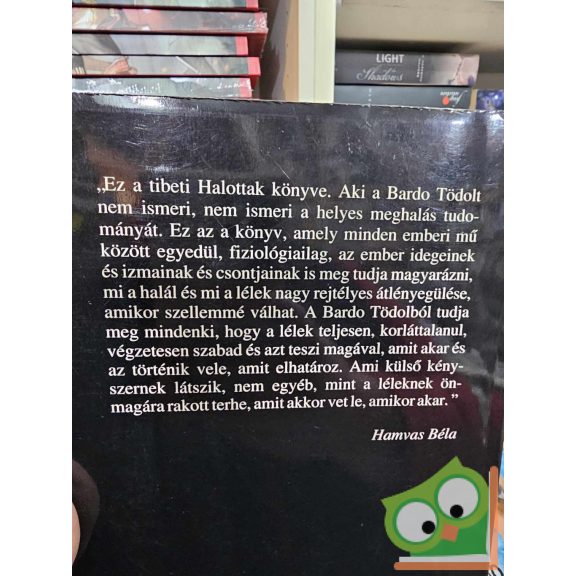 LIGHT
Shadows
„Ez a tibeti Halottak könyve. Aki a Bardo Tödolt
nem ismeri, nem ismeri a helyes meghalás tudo-
mányát. Ez az a könyv, amely minden emberi mű
között egyedül, fiziológiailag, az ember idegeinek
és izmainak és csontjainak is meg tudja magyarázni,
mi a halál és mi a lélek nagy rejtélyes átlényegülése,
amikor szellemmé válhat. A Bardo Tödolból tudja
meg mindenki, hogy a lélek teljesen, korláttalanul,
végzetesen szabad és azt teszi magával, amit akar és
az történik vele, amit elhatároz. Ami külső kény-
szernek látszik, nem egyéb, mint a léleknek ön-
magára rakott terhe, amit akkor vet le, amikor akar.”
Hamvas Béla